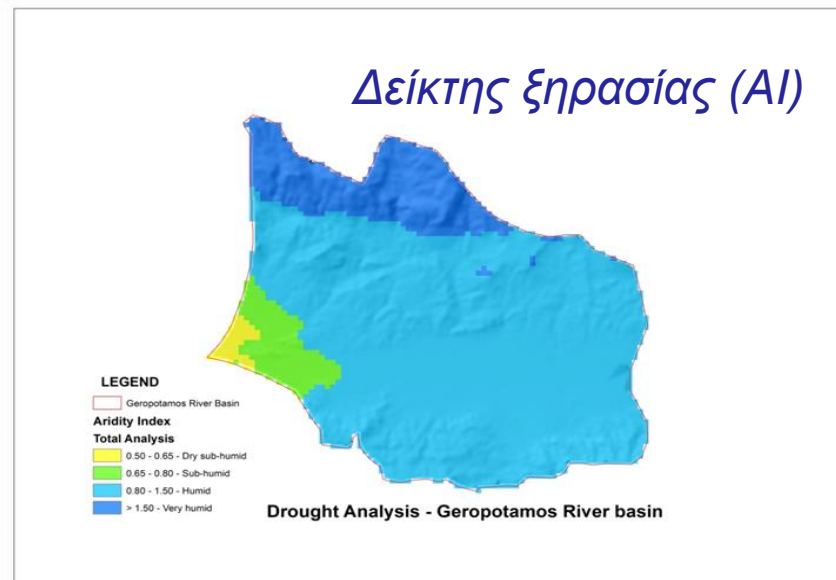 Δείκτης ξηρασίας (AI)
LEGEND
Geropotamos River Basin
Aridity Index
Total Analysis
0.50 - 0.65 - Dry sub-humid
0.65 - 0.80 - Sub-humid
0.80 - 1.50 - Humid
> 1.50 - Very humid
Drought Analysis - Geropotamos River basin